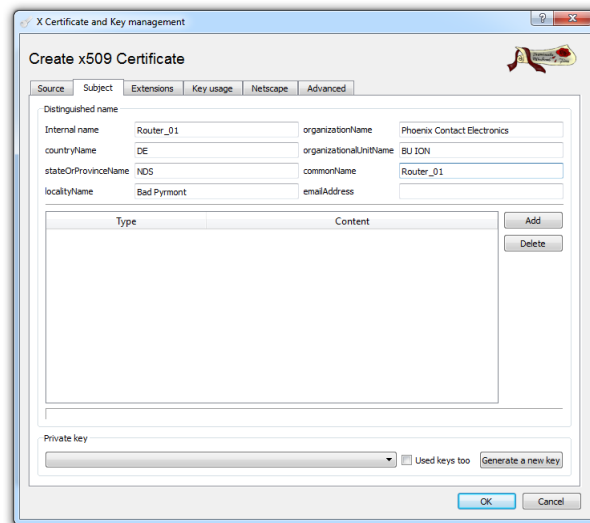 X Certificate and Key management
Create x509 Certificate
Source Subject Extensions Key usage Netscape Advanced
Distinguished name
Internal name Router_01 organizationName Phoenix Contact Electronics
countryName DE organizationalUnitName BU ION
stateOrProvinceName NDS commonName Router_01
localityName Bad Pyrmont emailAddress
Type Content Add
Delete
Private key
Used keys too Generate a new key
OK Cancel